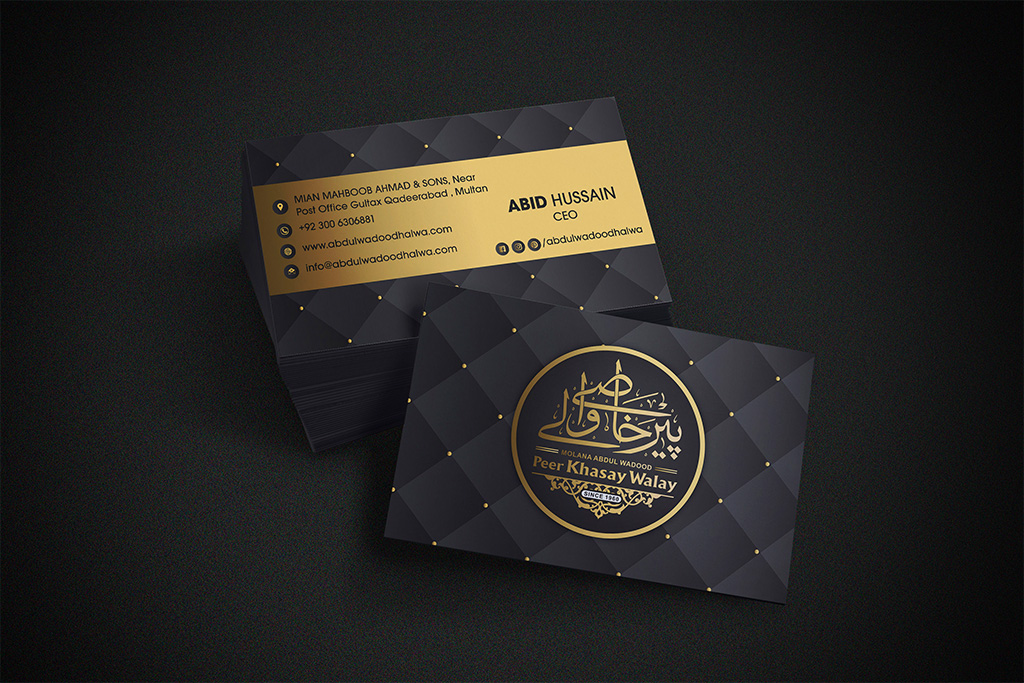 MIAN MAHBOOB AHMAD & SONS, Near
Post Office Gultax Qadeerabad , Multan
+92 300 6306881
www.abdulwadoodhalwa.com
info@abdulwadoodhalwa.com
ABID HUSSAIN
CEO
/abdulwadoodhalwa
پیر خاصے والے
MOLANA ABDUL WADOOD
Peer Khasay Walay
SINCE 1960